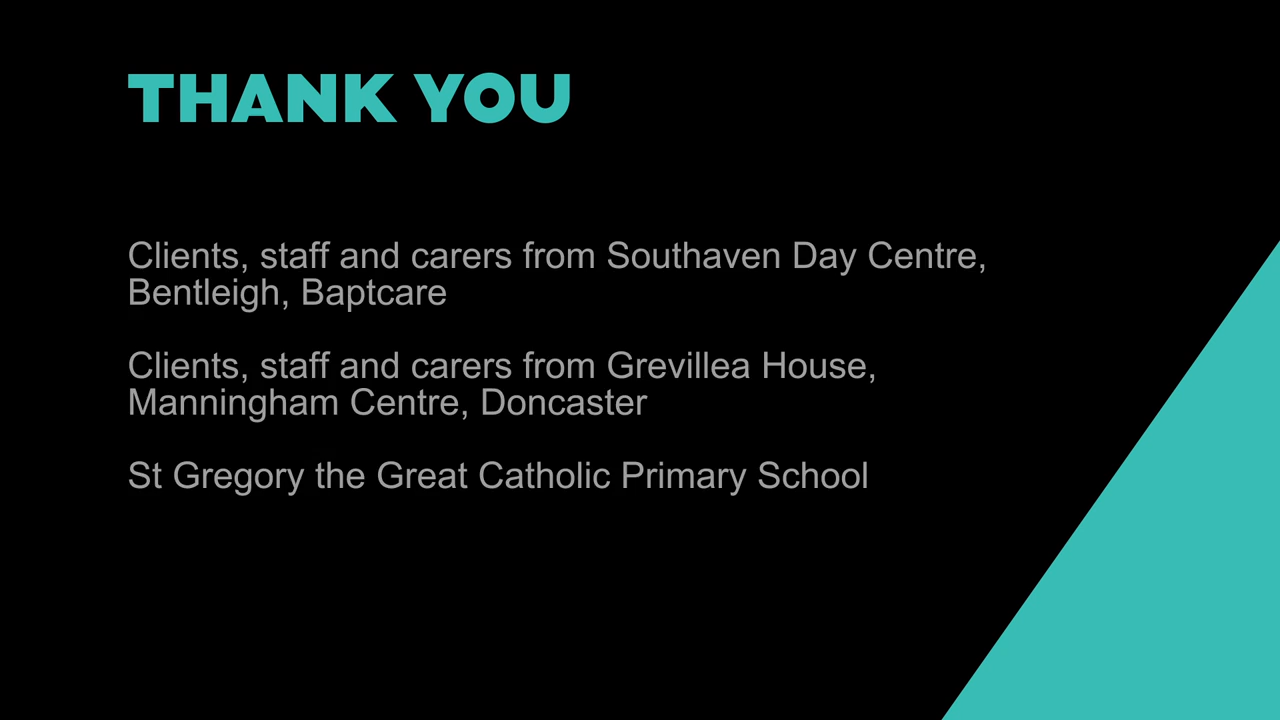 THANK YOU
Clients, staff and carers from Southaven Day Centre,
Bentleigh, Baptcare
Clients, staff and carers from Grevillea House,
Manningham Centre, Doncaster
St Gregory the Great Catholic Primary School